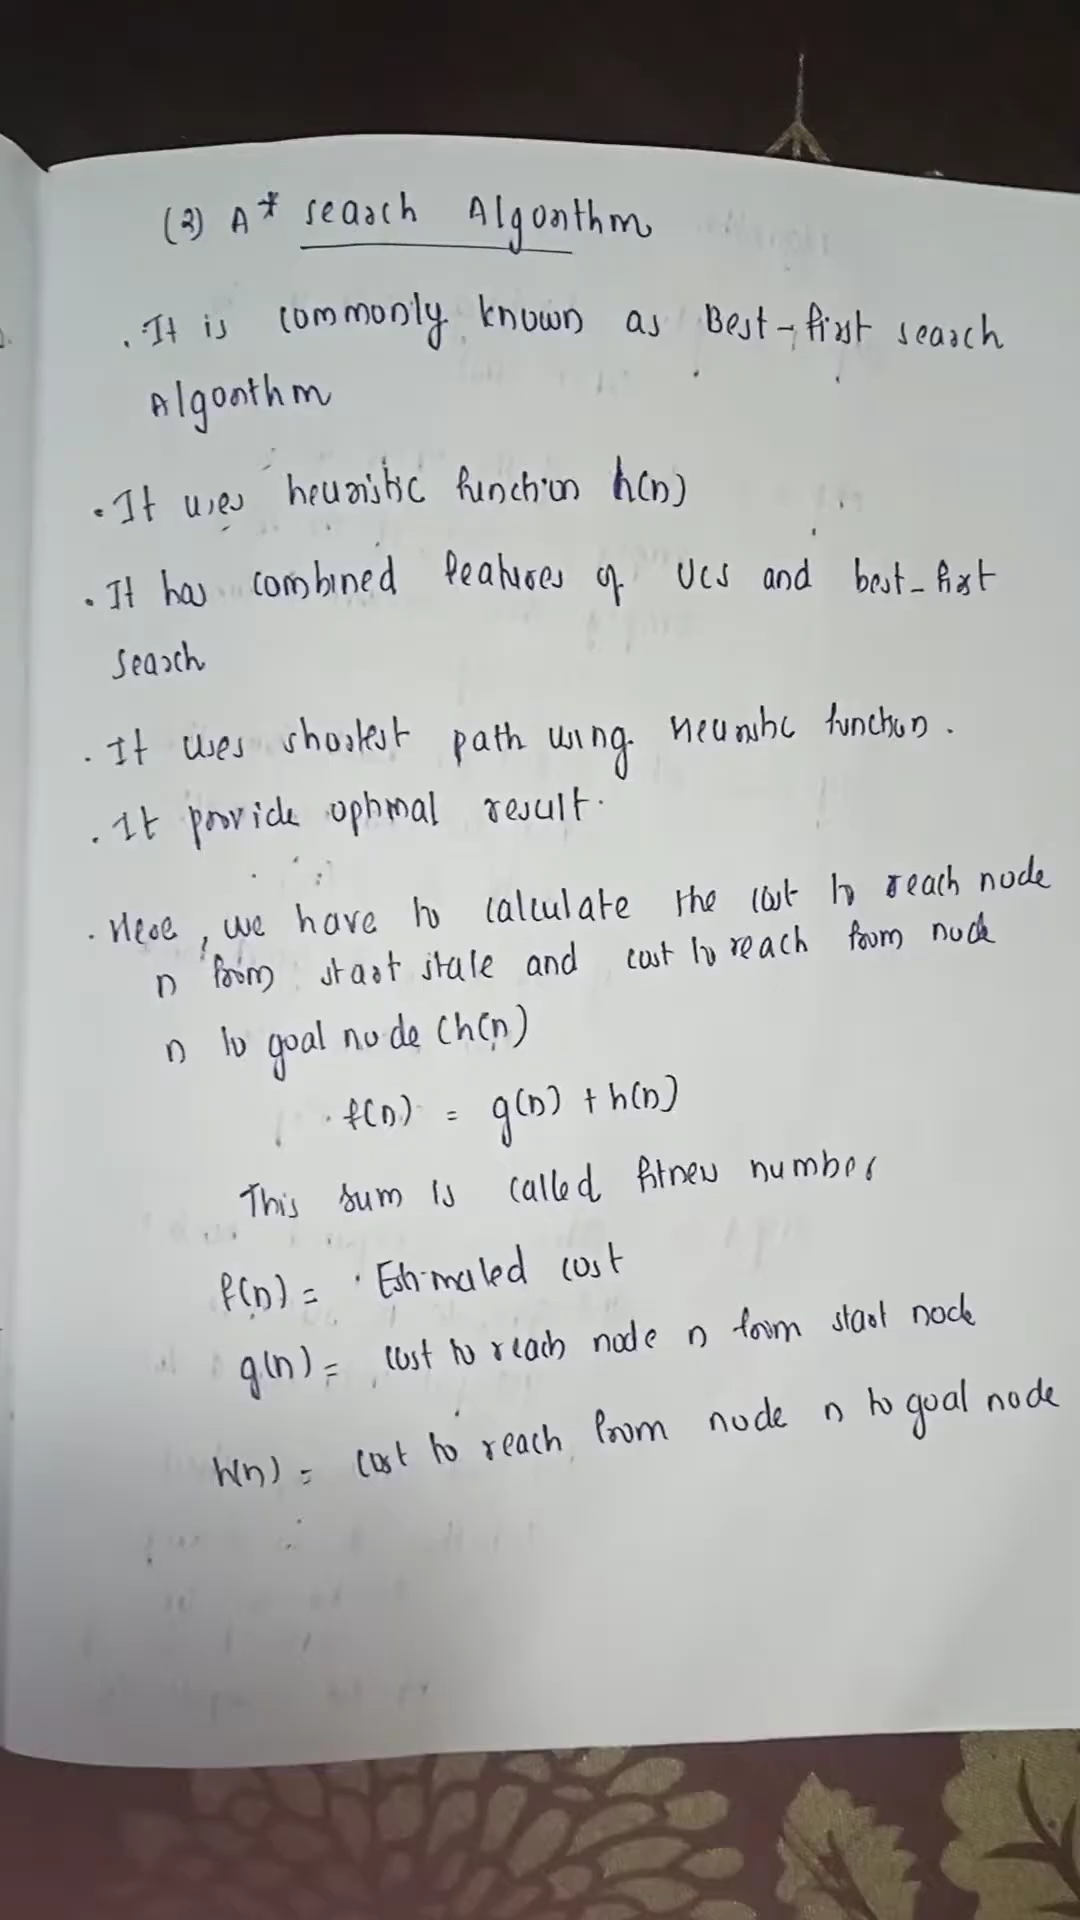 (2) A* search Algorithm
. It is commonly known as Best-first search
Algorithm
. It uses heuristic function h(n)
. It has combined features of UCS and best-first
search
. It uses shortest path using Heuristic function.
. It provide optimal result.
. Here, we have to calculate the cost to reach node
n from start state and cost to reach from node
n to goal node (h(n)
f(n) = g(n) + h(n)
This sum is called fitness number
f(n) = Estimated cost
g(n) = cost to reach node n from start node
h(n) = cost to reach from node n to goal node